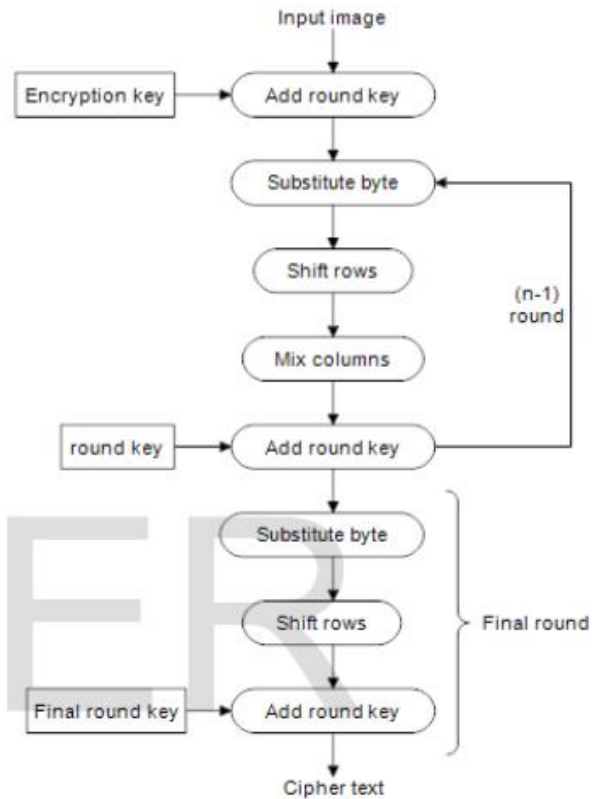 Input image
Encryption key
Add round key
Substitute byte
Shift rows
(n-1)
round
Mix columns
round key
Add round key
Substitute byte
Shift rows
Final round
Final round key
Add round key
Cipher text
ER